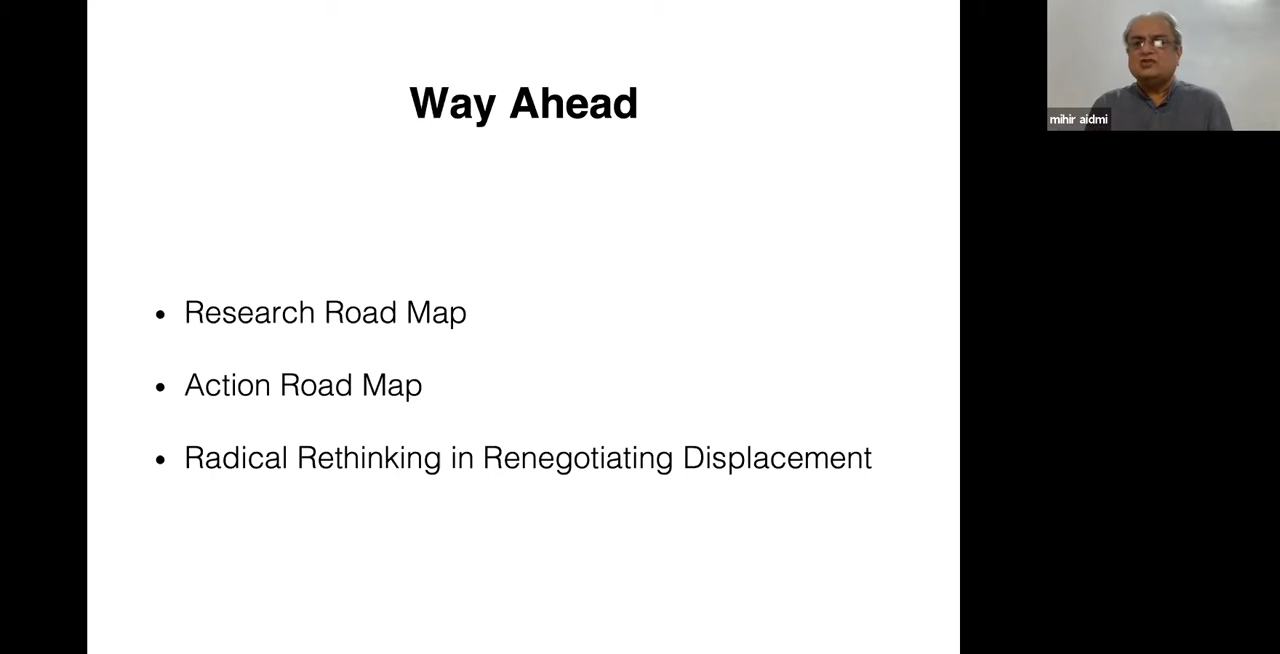 Way Ahead
mihir aidmi
• Research Road Map
• Action Road Map
• Radical Rethinking in Renegotiating Displacement